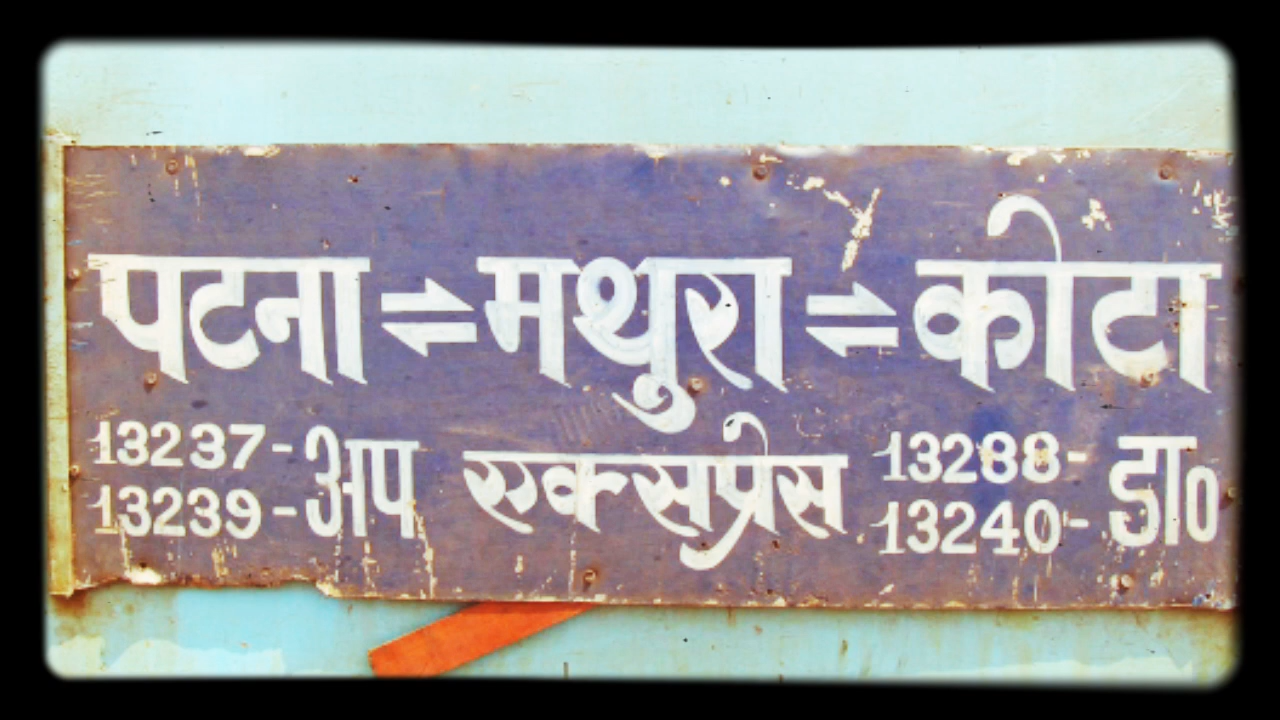 पटना ⇌ मथुरा ⇌ कोटा
13237-अप एक्सप्रेस 13288-डा०
13239- 13240-